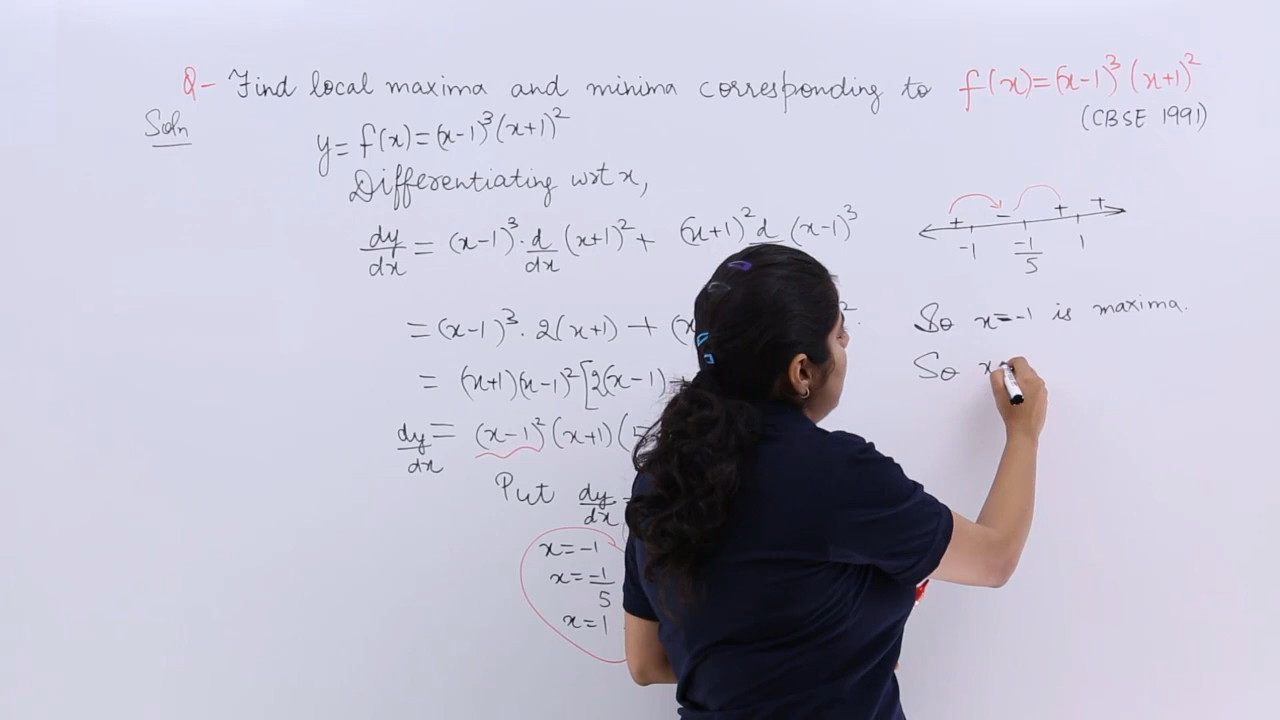 Q- Find local maxima and minima corresponding to f(x)=(x-1)³(x+1)²
Soln
(CBSE 1991)
y= f(x)=(x-1)³(x+1)²
Differentiating wrt x,
dy/dx = (x-1)³· d/dx (x+1)² + (x+1)² d (x-1)³
= (x-1)³· 2(x+1) + (x
= (x+1)(x-1)² [2(x-1)
dy/dx = (x-1)² (x+1) (5
Put dy/dx
x=-1
x=-1/5
x=1
+ - + +
-1 -1/5 1
So x=-1 is maxima.
So x